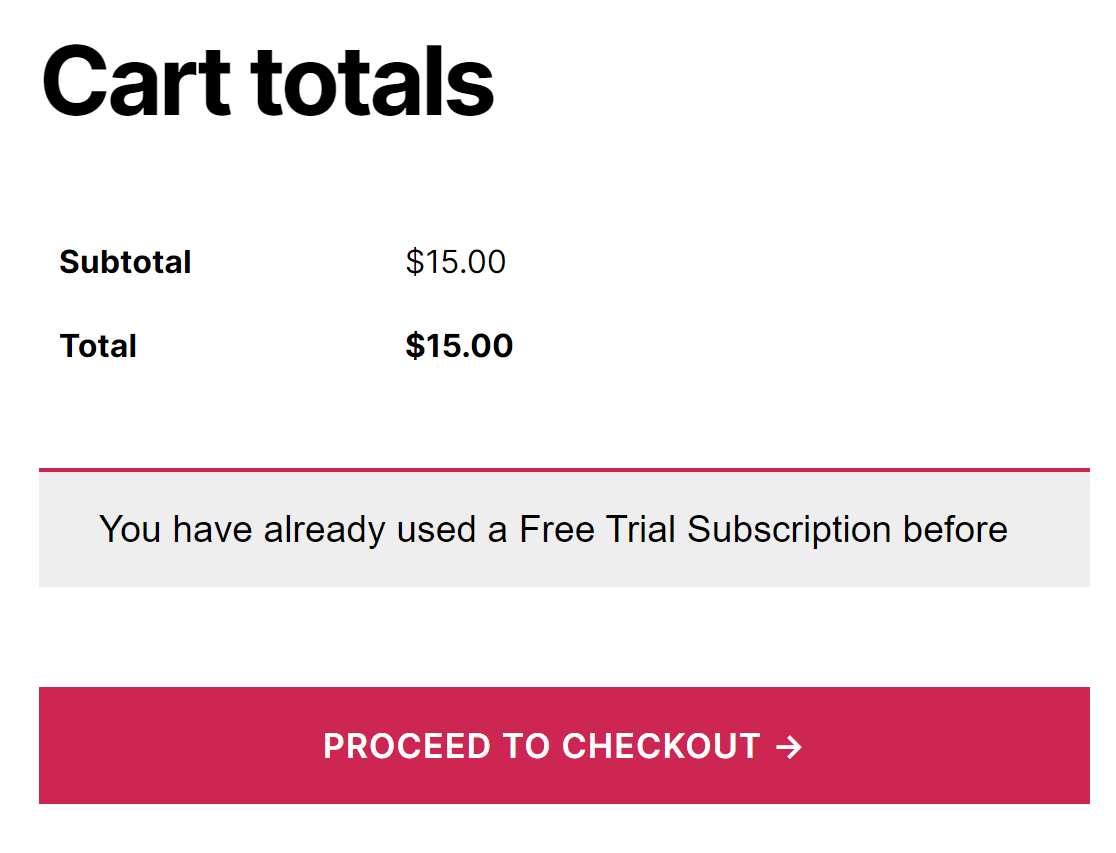 Cart totals
Subtotal $15.00
Total $15.00
You have already used a Free Trial Subscription before
PROCEED TO CHECKOUT →